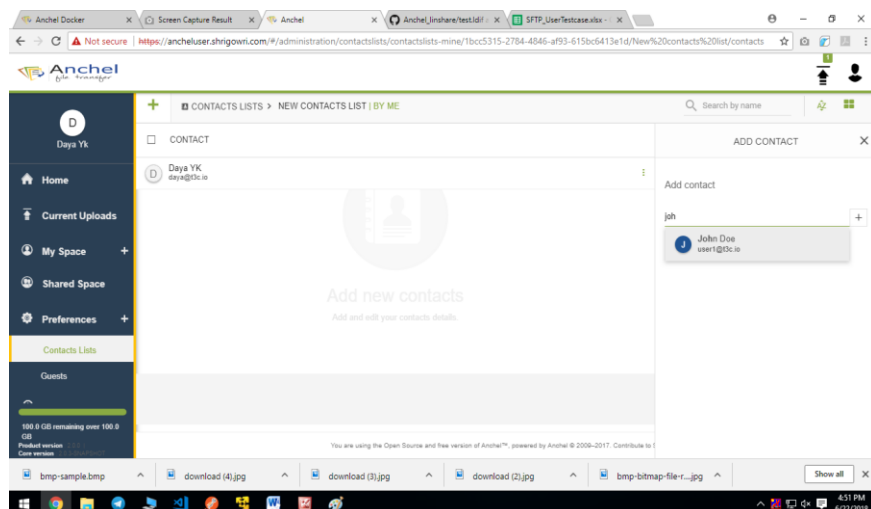 Anchel Docker
Screen Capture Result
Anchel
Anchel_linshare/test.ldif
SFTP_UserTestcase.xlsx -
Not secure
https://ancheluser.shrigowri.com/#/administration/contactslists/contactslists-mine/1bcc5315-2784-4846-af93-615bc6413e1d/New%20contacts%20list/contacts
Anchel
file transfer
1
D
Daya Yk
CONTACTS LISTS > NEW CONTACTS LIST | BY ME
Search by name
CONTACT
ADD CONTACT
D
Daya YK
daya@t3c.io
Home
Current Uploads
My Space
Shared Space
Preferences
Contacts Lists
Guests
Add contact
joh
J
John Doe
user1@t3c.io
Add new contacts
Add and edit your contacts details
100.0 GB remaining over 100.0
GB
Product version
Core version
You are using the Open Source and free version of Anchel™, powered by Anchel © 2009–2017. Contribute to
bmp-sample.bmp
download (4).jpg
download (3).jpg
download (2).jpg
bmp-bitmap-file-r....jpg
Show all
4:51 PM
6/22/2018